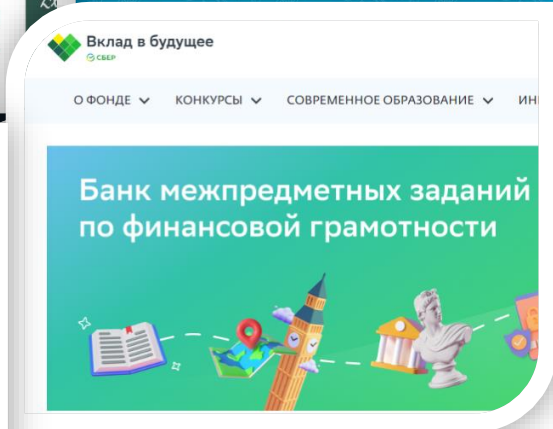 Вклад в будущее
СБЕР
О ФОНДЕ КОНКУРСЫ СОВРЕМЕННОЕ ОБРАЗОВАНИЕ
Банк межпредметных заданий
по финансовой грамотности